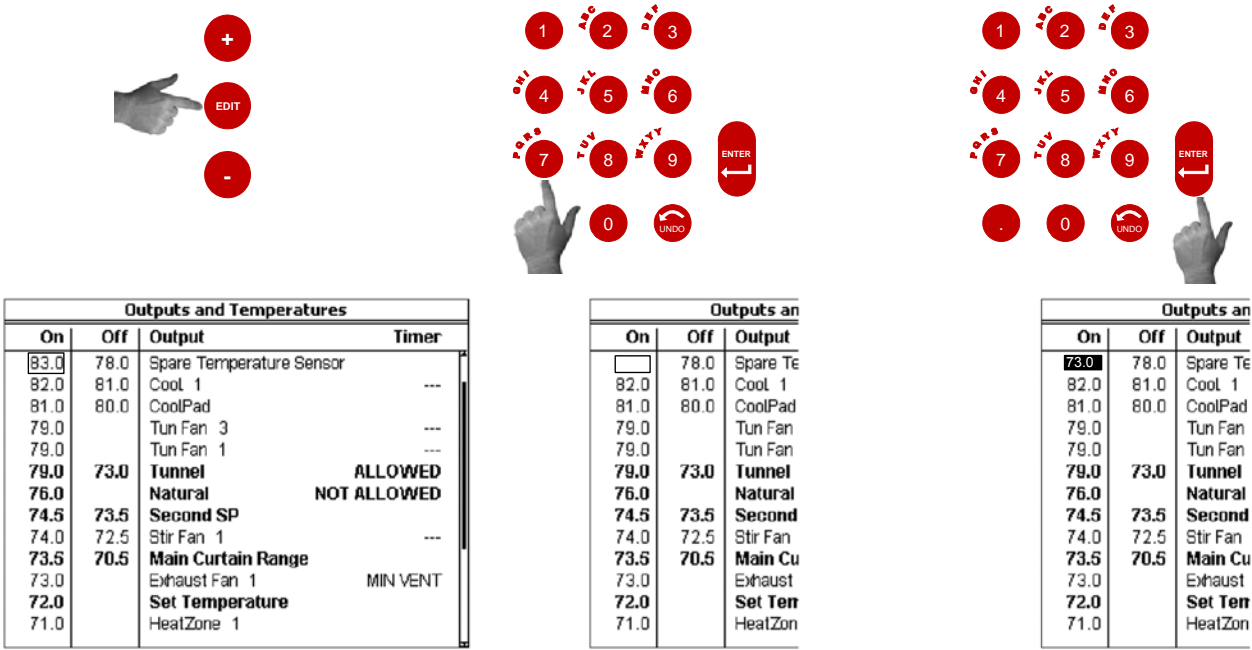 +
EDIT
-
1
ABC 2
DEF 3
GHI 4
JKL 5
MNO 6
PQRS 7
TUV 8
WXYY 9
ENTER
0
UNDO
1
ABC 2
DEF 3
GHI 4
JKL 5
MNO 6
PQRS 7
TUV 8
WXYY 9
ENTER
. 0
UNDO
Outputs and Temperatures
On Off Output Timer
83.0 78.0 Spare Temperature Sensor
82.0 81.0 Cool 1 ---
81.0 80.0 CoolPad
79.0 Tun Fan 3 ---
79.0 Tun Fan 1 ---
79.0 73.0 Tunnel ALLOWED
76.0 Natural NOT ALLOWED
74.5 73.5 Second SP
74.0 72.5 Stir Fan 1 ---
73.5 70.5 Main Curtain Range
73.0 Exhaust Fan 1 MIN VENT
72.0 Set Temperature
71.0 HeatZone 1
Outputs an
On Off Output
78.0 Spare Te
82.0 81.0 Cool 1
81.0 80.0 CoolPad
79.0 Tun Fan
79.0 Tun Fan
79.0 73.0 Tunnel
76.0 Natural
74.5 73.5 Second
74.0 72.5 Stir Fan
73.5 70.5 Main Cu
73.0 Exhaust
72.0 Set Tem
71.0 HeatZon
Outputs an
On Off Output
73.0 78.0 Spare Te
82.0 81.0 Cool 1
81.0 80.0 CoolPad
79.0 Tun Fan
79.0 Tun Fan
79.0 73.0 Tunnel
76.0 Natural
74.5 73.5 Second
74.0 72.5 Stir Fan
73.5 70.5 Main Cu
73.0 Exhaust
72.0 Set Tem
71.0 HeatZon